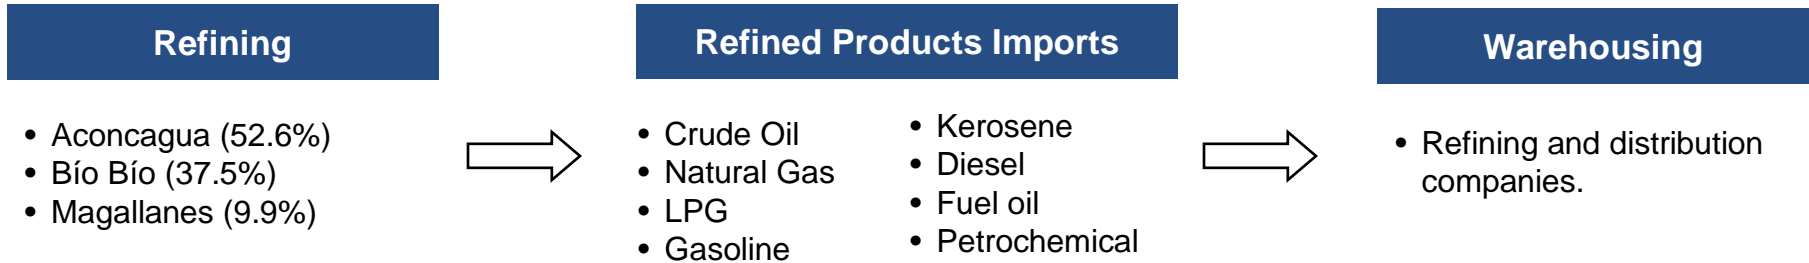 Refining
• Aconcagua (52.6%)
• Bío Bío (37.5%)
• Magallanes (9.9%)
Refined Products Imports
• Crude Oil
• Natural Gas
• LPG
• Gasoline
• Kerosene
• Diesel
• Fuel oil
• Petrochemical
Warehousing
• Refining and distribution
companies.